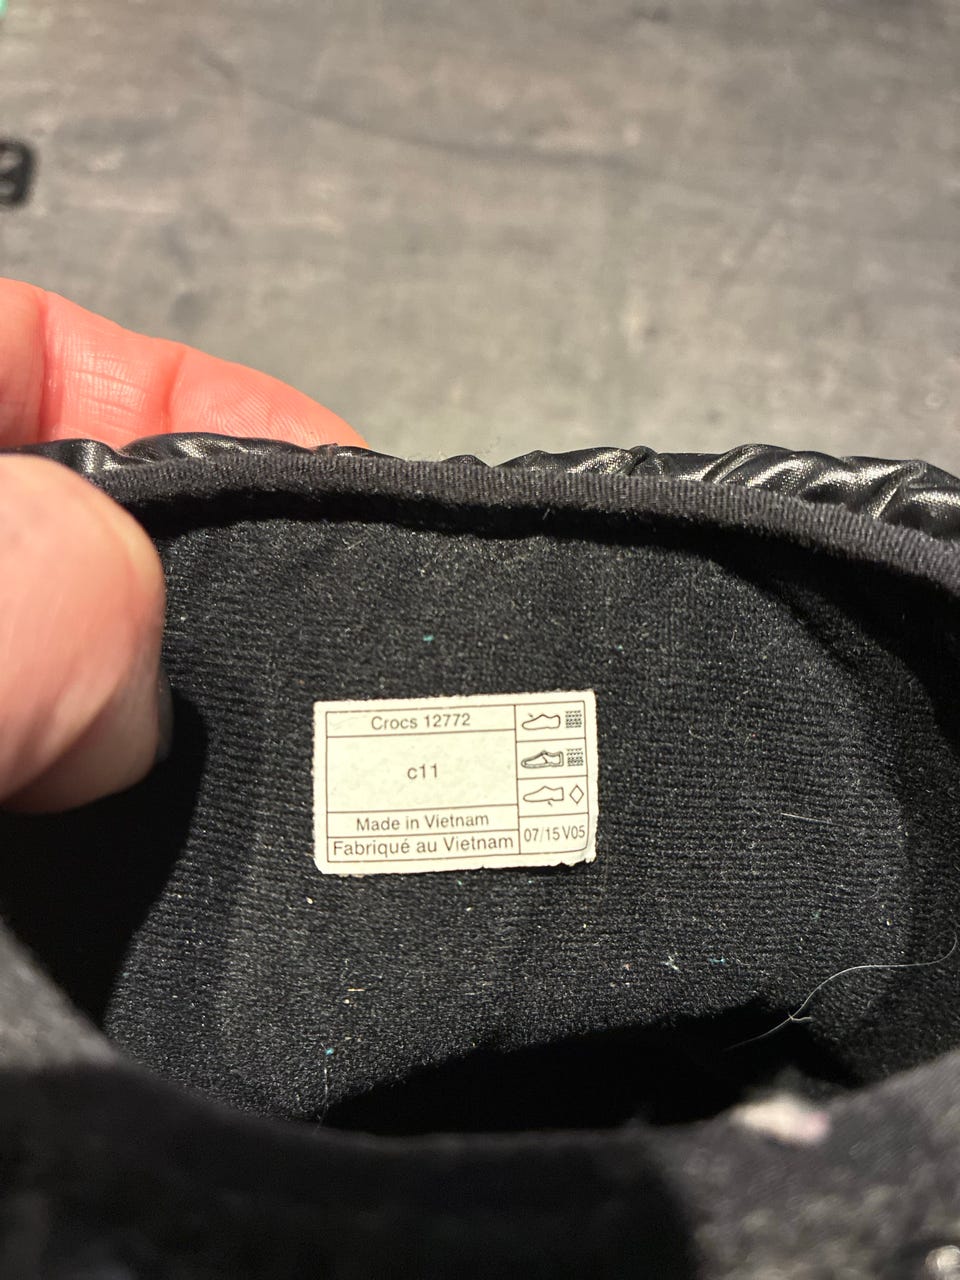 Crocs 12772
c11
Made in Vietnam
Fabriqué au Vietnam
07/15 V05